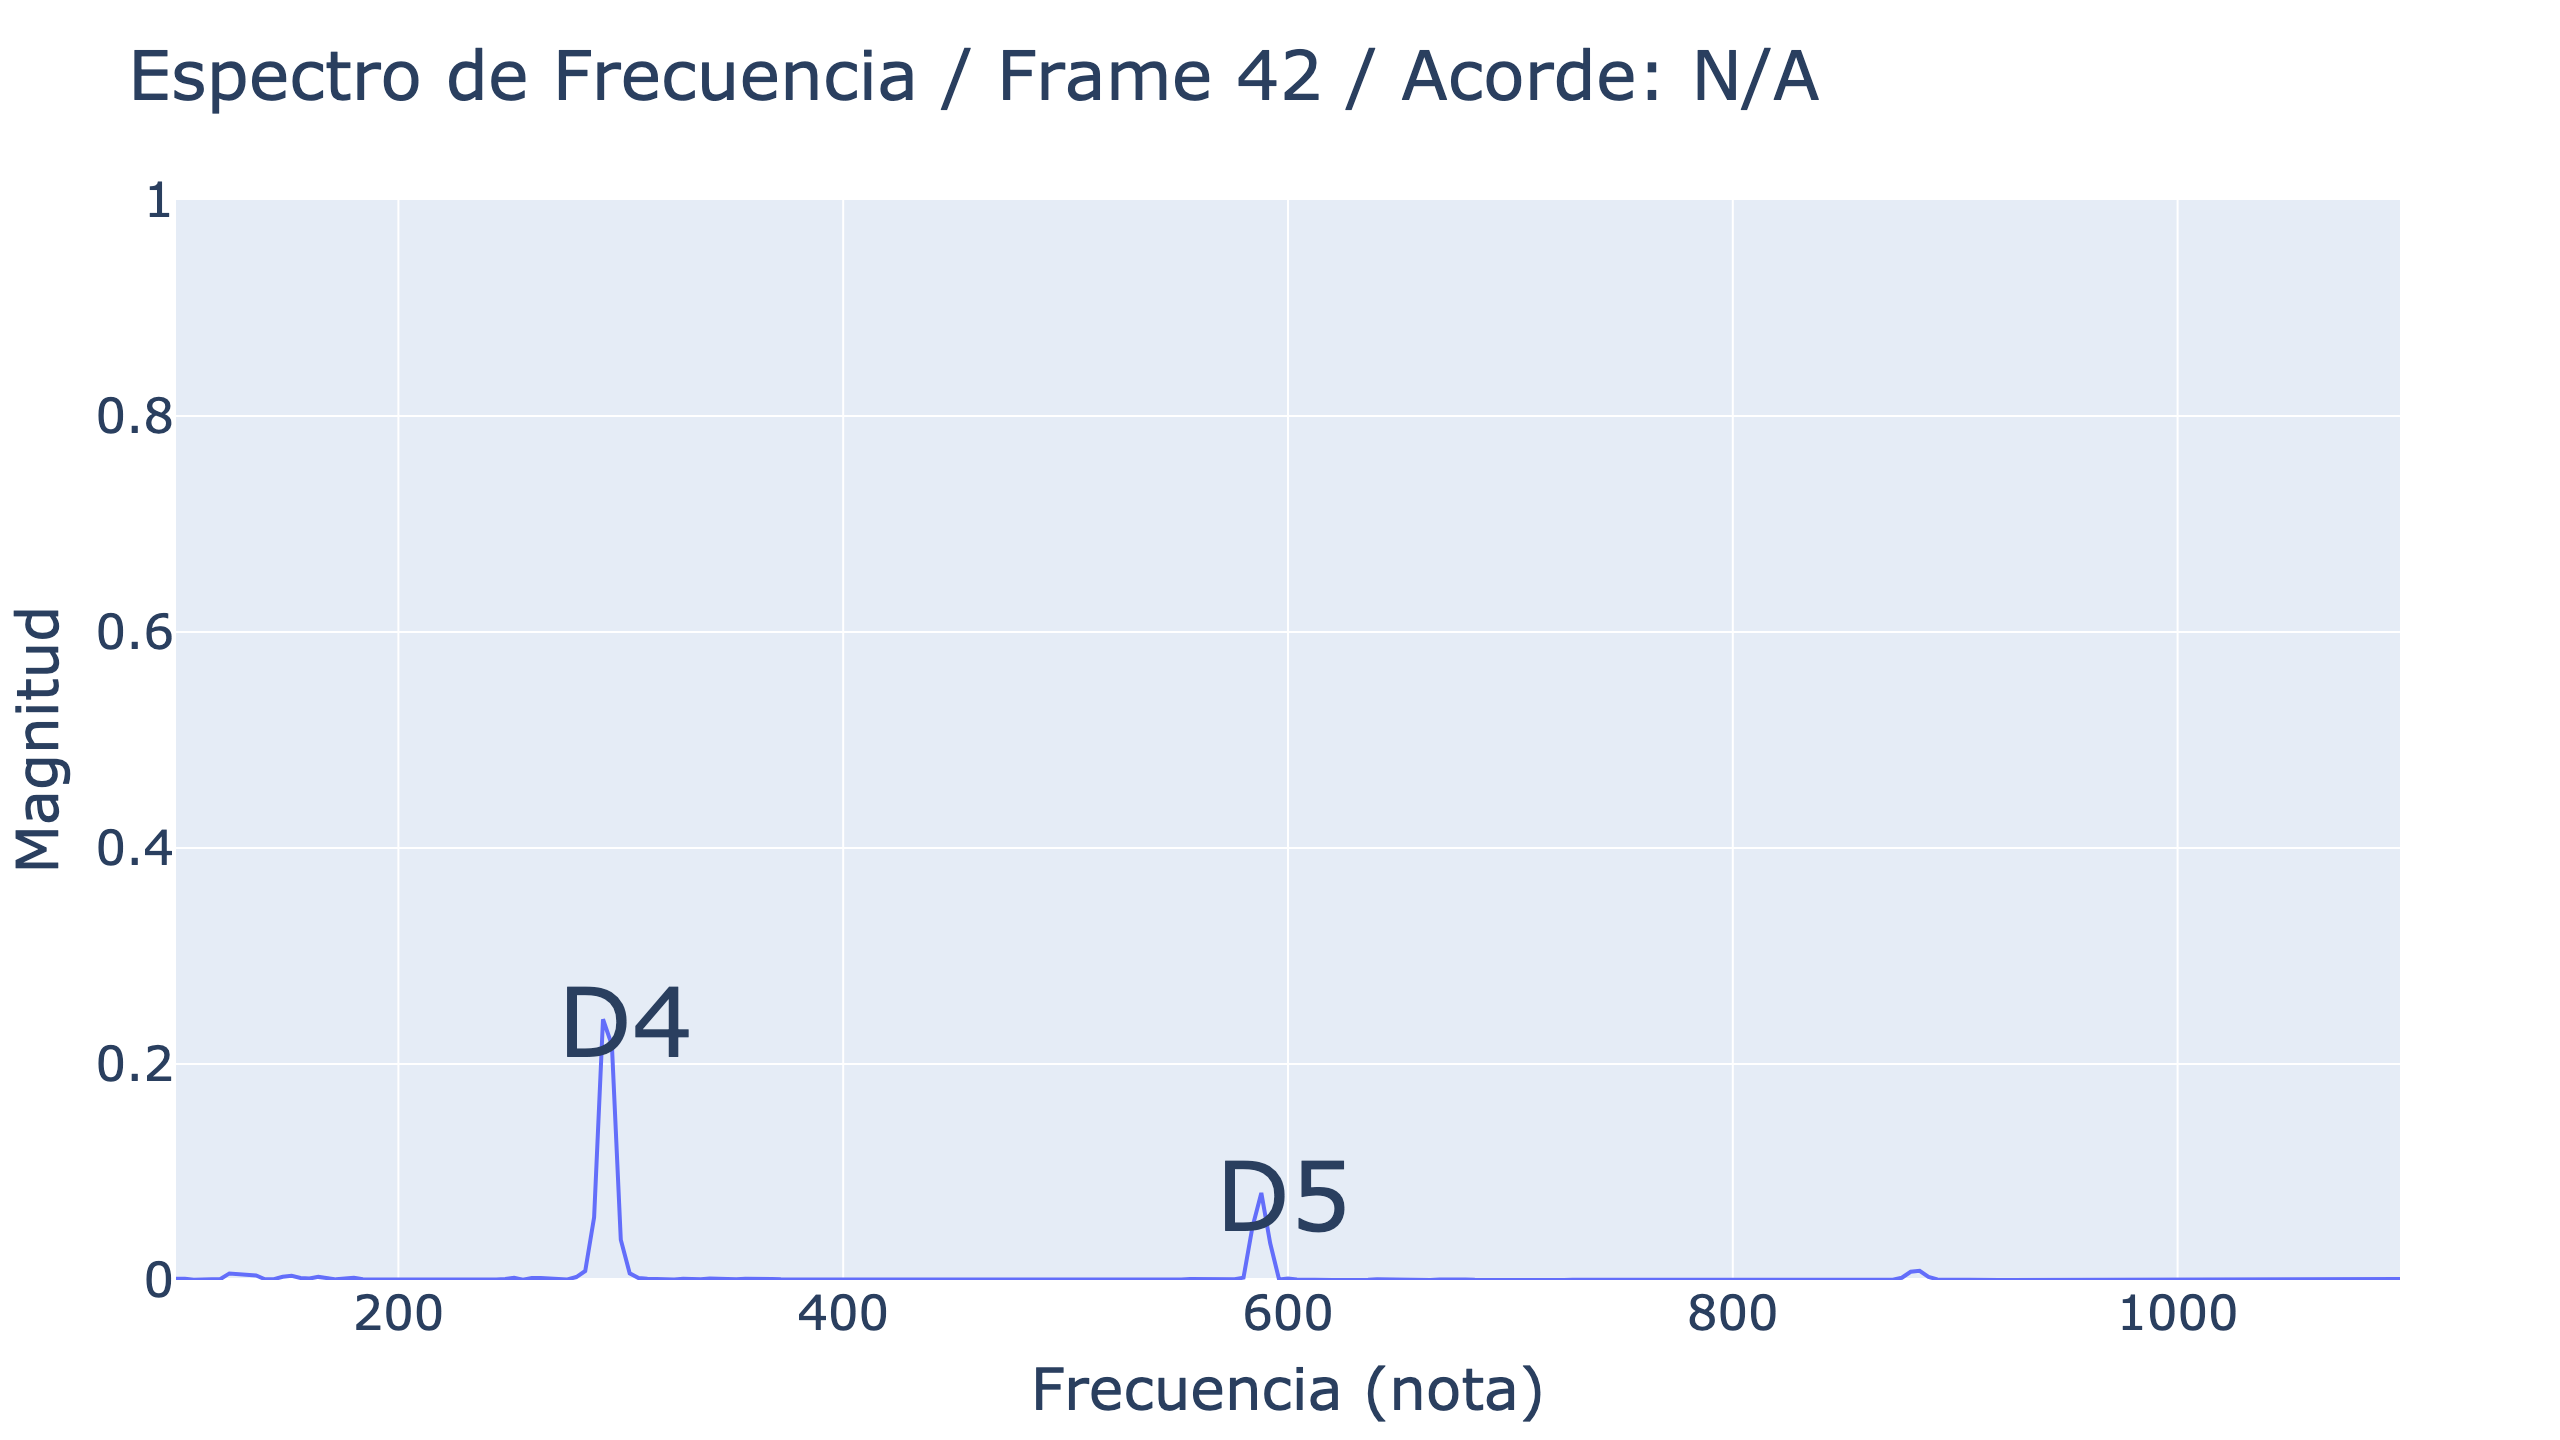 Espectro de Frecuencia / Frame 42 / Acorde: N/A
1
0.8
0.6
0.4
0.2
0
Magnitud
D4
D5
200 400 600 800 1000
Frecuencia (nota)